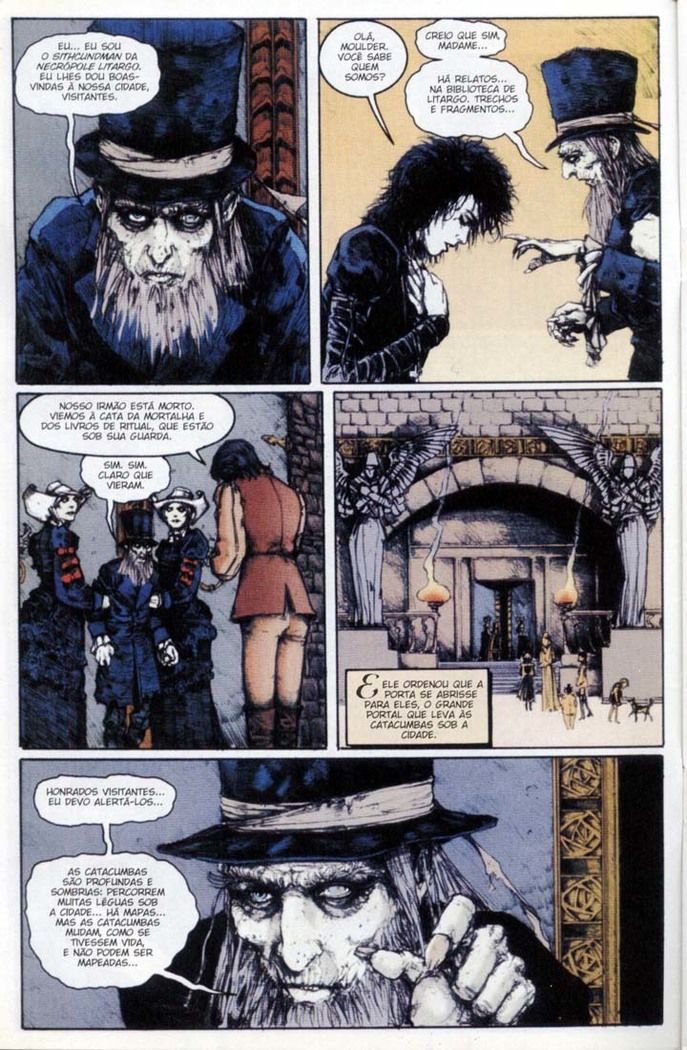 EU... EU SOU
O SITHCUNDMAN DA
NECRÓPOLE LITARGO.
EU LHES DOU BOAS-
VINDAS À NOSSA CIDADE,
VISITANTES.
OLÁ,
MOULDER.
VOCÊ SABE
QUEM
SOMOS?
CREIO QUE SIM,
MADAME...
HÁ RELATOS...
NA BIBLIOTECA DE
LITARGO. TRECHOS
E FRAGMENTOS...
NOSSO IRMÃO ESTÁ MORTO.
VIEMOS À CATA DA MORTALHA E
DOS LIVROS DE RITUAL, QUE ESTÃO
SOB SUA GUARDA.
SIM. SIM.
CLARO QUE
VIERAM.
E ELE ORDENOU QUE A
PORTA SE ABRISSE
PARA ELES, O GRANDE
PORTAL QUE LEVA ÀS
CATACUMBAS SOB A
CIDADE.
HONRADOS VISITANTES...
EU DEVO ALERTÁ-LOS...
AS CATACUMBAS
SÃO PROFUNDAS E
SOMBRIAS: PERCORREM
MUITAS LÉGUAS SOB
A CIDADE... HÁ MAPAS...
MAS AS CATACUMBAS
MUDAM, COMO SE
TIVESSEM VIDA,
E NÃO PODEM SER
MAPEADAS...